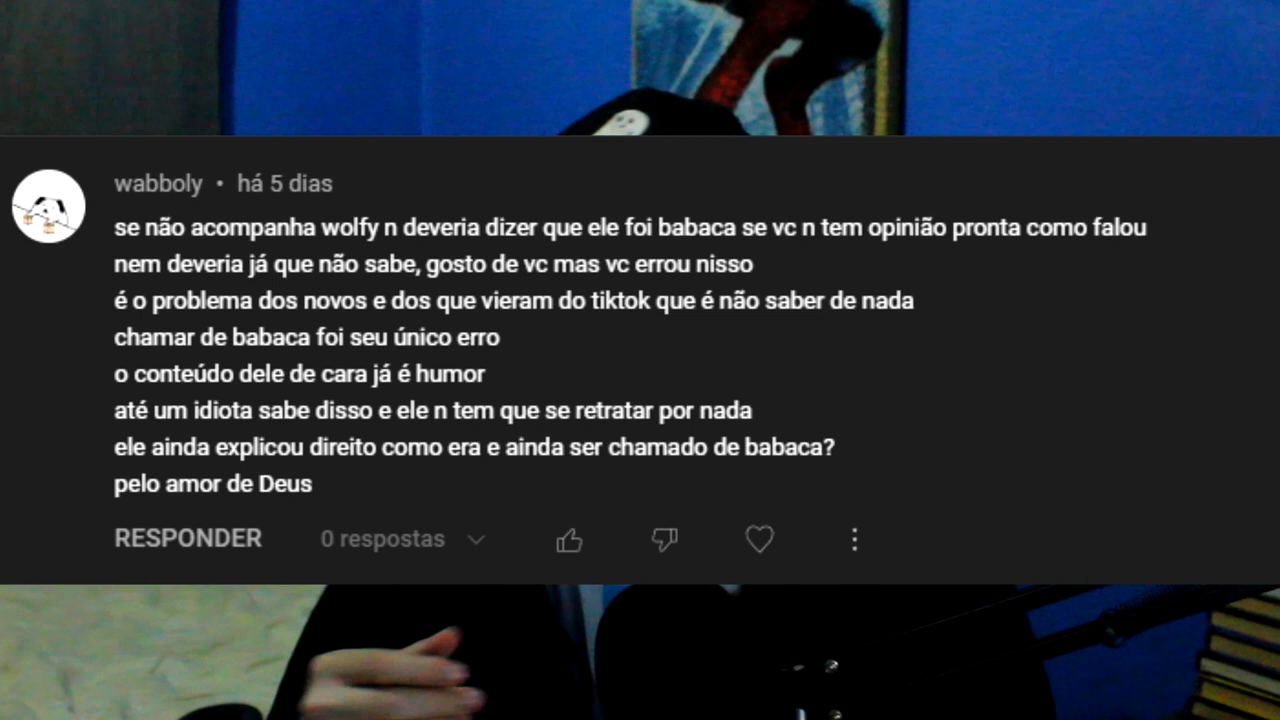 wabboly • há 5 dias
se não acompanha wolfy n deveria dizer que ele foi babaca se vc n tem opinião pronta como falou
nem deveria já que não sabe, gosto de vc mas vc errou nisso
é o problema dos novos e dos que vieram do tiktok que é não saber de nada
chamar de babaca foi seu único erro
o conteúdo dele de cara já é humor
até um idiota sabe disso e ele n tem que se retratar por nada
ele ainda explicou direito como era e ainda ser chamado de babaca?
pelo amor de Deus
RESPONDER 0 respostas